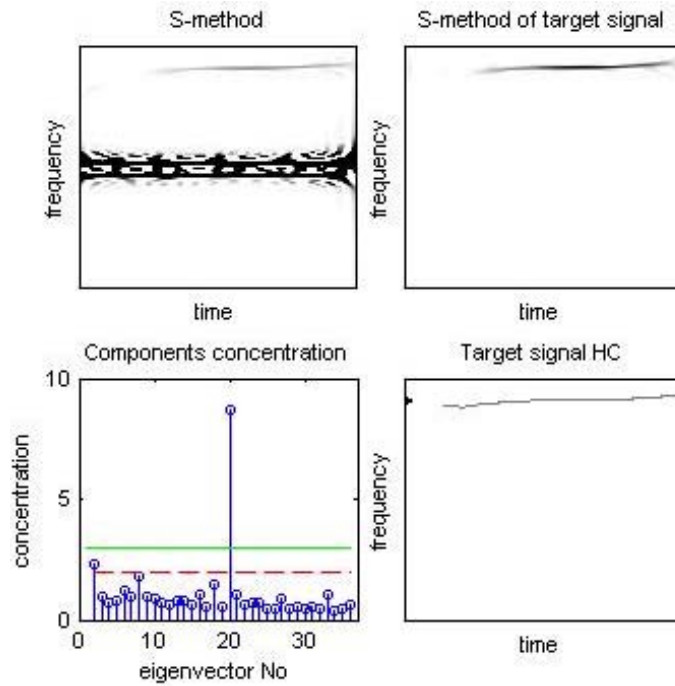 S-method
frequency
time
S-method of target signal
frequency
time
Components concentration
concentration
10
5
0
0
10
20
30
eigenvector No
Target signal HC
frequency
time